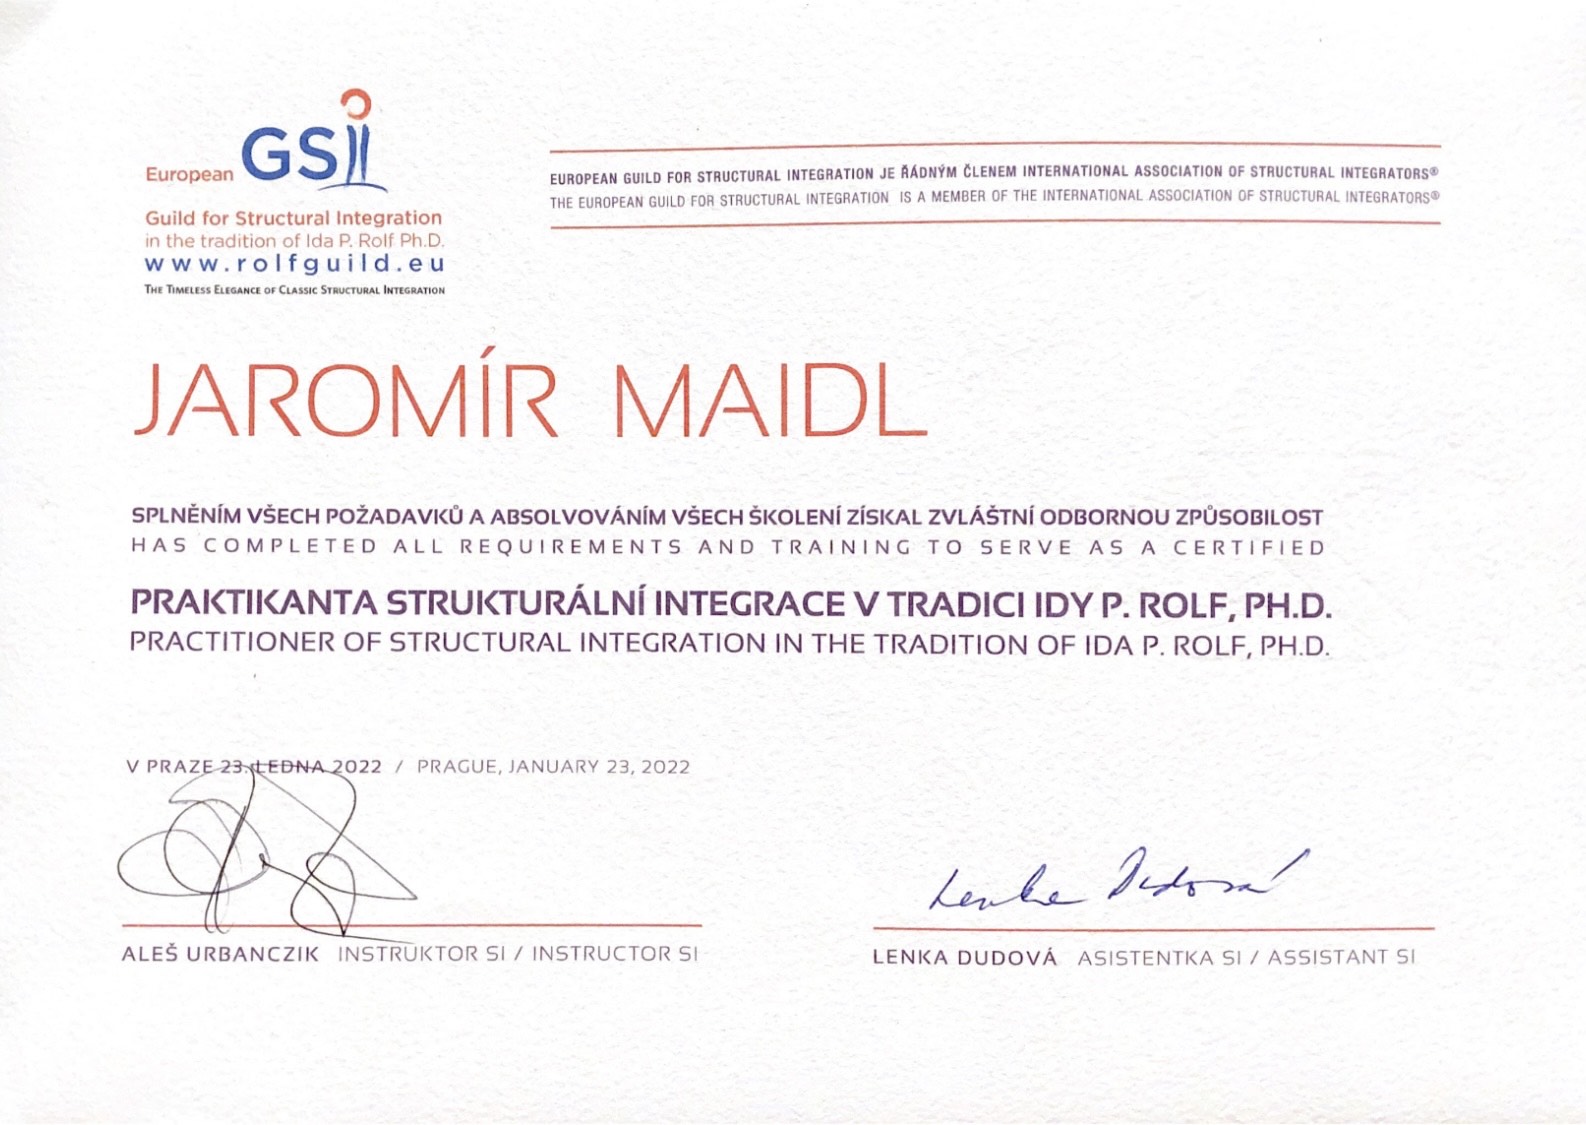 European GSI
Guild for Structural Integration
in the tradition of Ida P. Rolf Ph.D.
www.rolfguild.eu
THE TIMELESS ELEGANCE OF CLASSIC STRUCTURAL INTEGRATION
EUROPEAN GUILD FOR STRUCTURAL INTEGRATION JE ŘÁDNÝM ČLENEM INTERNATIONAL ASSOCIATION OF STRUCTURAL INTEGRATORS®
THE EUROPEAN GUILD FOR STRUCTURAL INTEGRATION IS A MEMBER OF THE INTERNATIONAL ASSOCIATION OF STRUCTURAL INTEGRATORS®
JAROMÍR MAIDL
SPLNĚNÍM VŠECH POŽADAVKŮ A ABSOLVOVÁNÍM VŠECH ŠKOLENÍ ZÍSKAL ZVLÁŠTNÍ ODBORNOU ZPŮSOBILOST
HAS COMPLETED ALL REQUIREMENTS AND TRAINING TO SERVE AS A CERTIFIED
PRAKTIKANTA STRUKTURÁLNÍ INTEGRACE V TRADICI IDY P. ROLF, PH.D.
PRACTITIONER OF STRUCTURAL INTEGRATION IN THE TRADITION OF IDA P. ROLF, PH.D.
V PRAZE 23. LEDNA 2022 / PRAGUE, JANUARY 23, 2022
Lenka Dudová
ALEŠ URBANCZIK INSTRUKTOR SI / INSTRUCTOR SI
LENKA DUDOVÁ ASISTENTKA SI / ASSISTANT SI